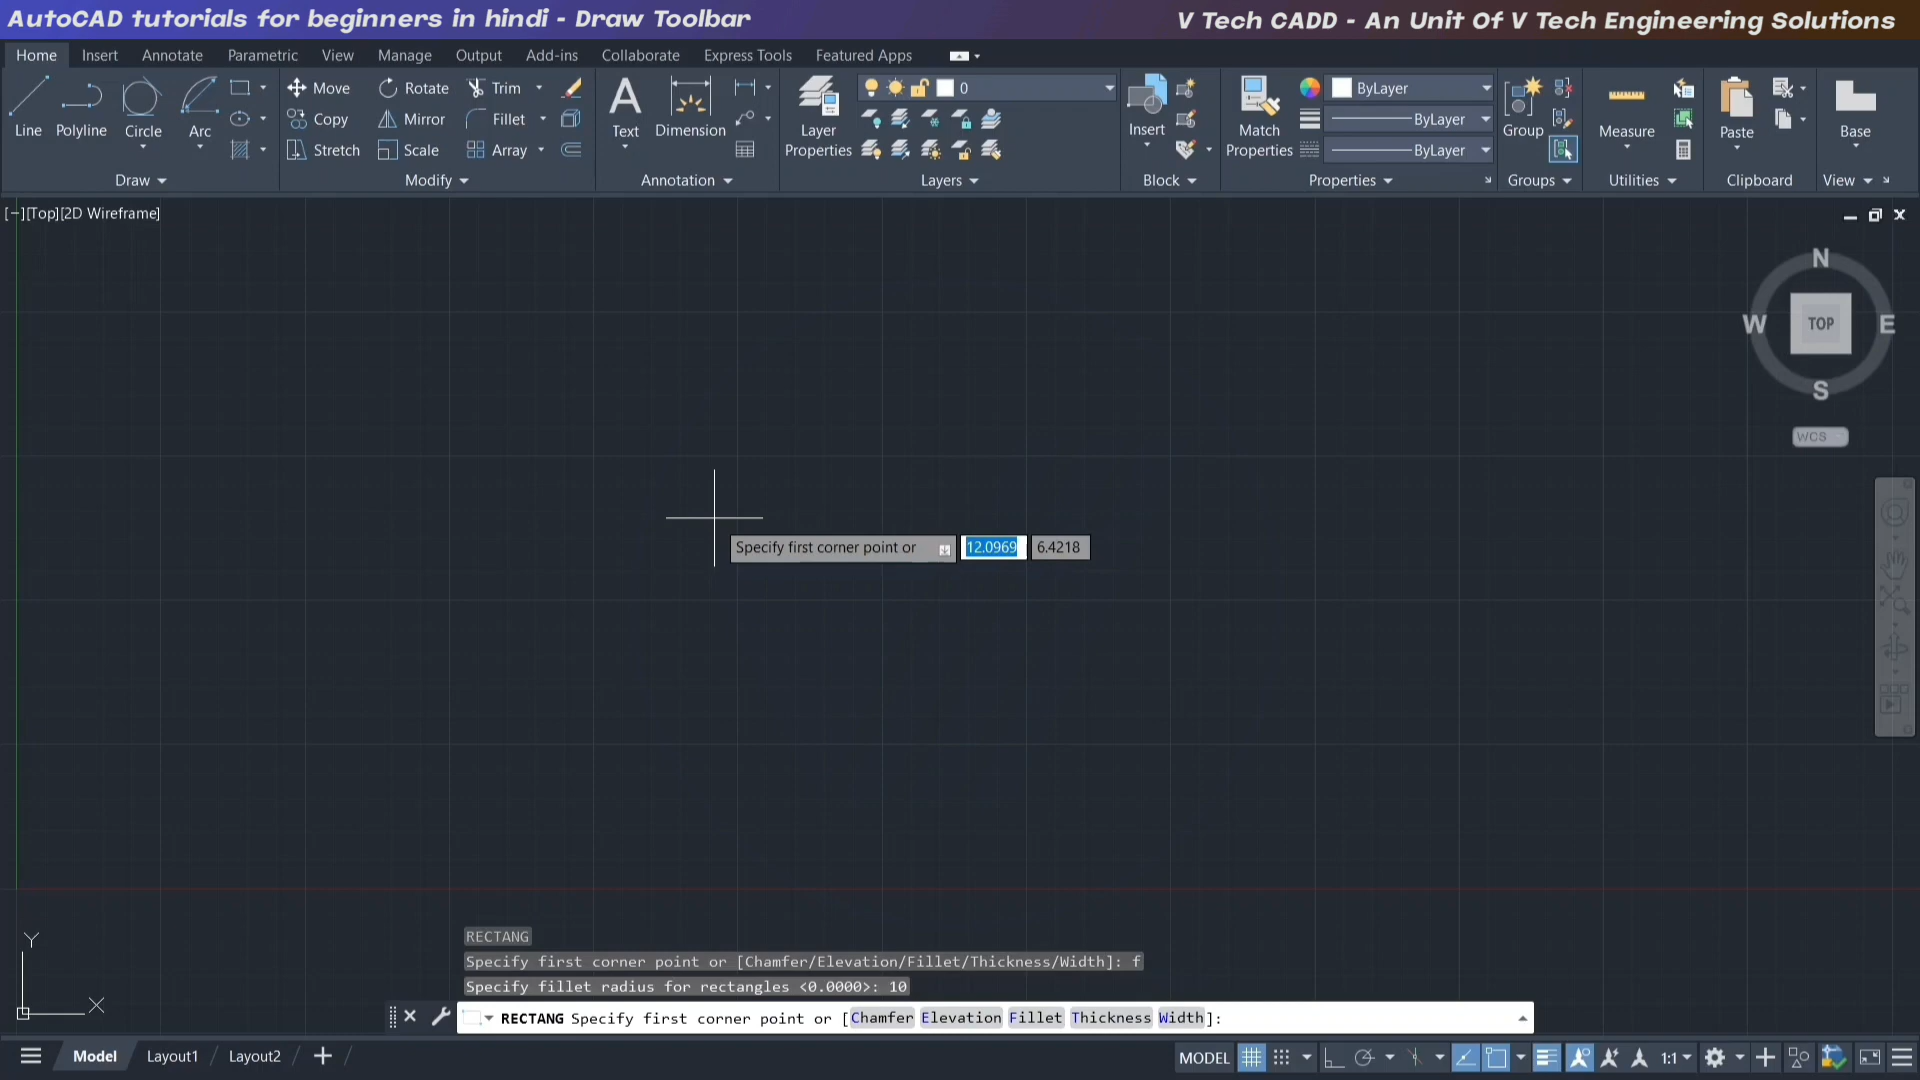 AutoCAD tutorials for beginners in hindi - Draw Toolbar
V Tech CADD - An Unit Of V Tech Engineering Solutions
Home Insert Annotate Parametric View Manage Output Add-ins Collaborate Express Tools Featured Apps
Line Polyline Circle Arc
Draw
Move Rotate Trim
Copy Mirror Fillet
Stretch Scale Array
Modify
Text Dimension
Annotation
Layer Properties
0
Layers
Insert
Block
Match Properties
ByLayer
ByLayer
ByLayer
Properties
Group
Groups
Measure
Utilities
Paste
Clipboard
Base
View
[−][Top][2D Wireframe]
N
W TOP E
S
WCS
Specify first corner point or 12.0969 6.4218
Y
X
RECTANG
Specify first corner point or [Chamfer/Elevation/Fillet/Thickness/Width]: f
Specify fillet radius for rectangles <0.0000>: 10
RECTANG Specify first corner point or [Chamfer Elevation Fillet Thickness Width]:
Model Layout1 Layout2
MODEL 1:1